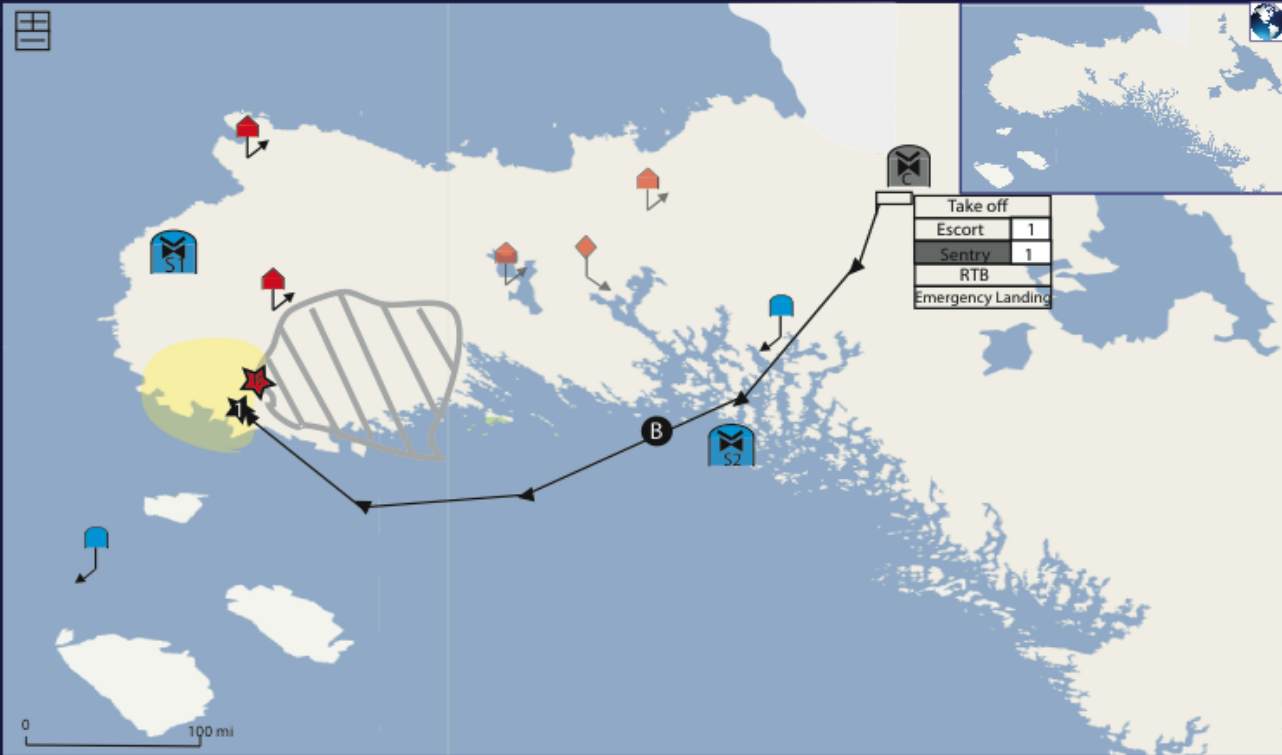 C
Take off
Escort 1
Sentry 1
RTB
Emergency Landing
S1
1
B
S2
0
100 mi